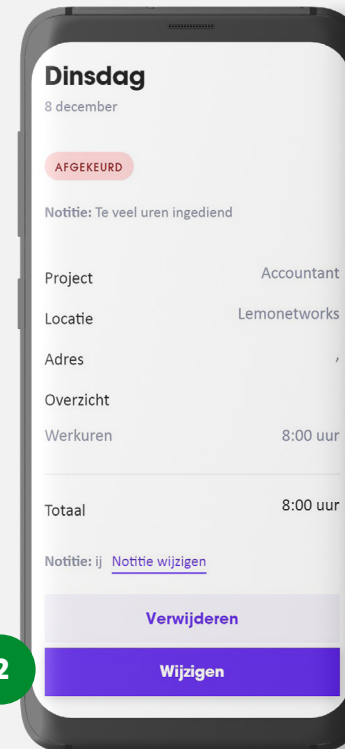 Dinsdag
8 december
AFGEKEURD
Notitie: Te veel uren ingediend
Project Accountant
Locatie Lemonetworks
Adres ,
Overzicht
Werkuren 8:00 uur
Totaal 8:00 uur
Notitie: ij Notitie wijzigen
Verwijderen
2 Wijzigen